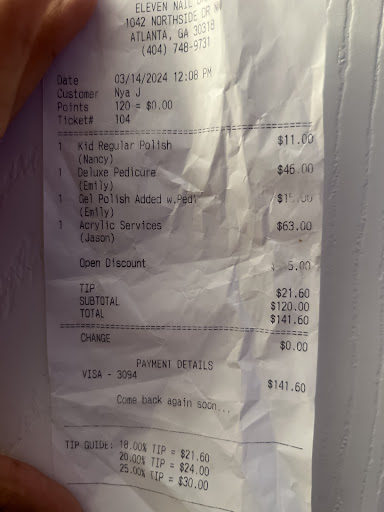 ELEVEN NAIL
1042 NORTHSIDE DR N
ATLANTA, GA 30318
(404) 748-9731
Date 03/14/2024 12:08 PM
Customer Nya J
Points 120 = $0.00
Ticket# 104
1 Kid Regular Polish $11.00
(Nancy)
1 Deluxe Pedicure $46.00
(Emily)
1 Gel Polish Added w.Pedi
(Emily)
1 Acrylic Services $63.00
(Jason)
Open Discount 5.00
TIP $21.60
SUBTOTAL $120.00
TOTAL $141.60
CHANGE $0.00
PAYMENT DETAILS
VISA - 3094 $141.60
Come back again soon...
TIP GUIDE: 18.00% TIP = $21.60
20.00% TIP = $24.00
25.00% TIP = $30.00